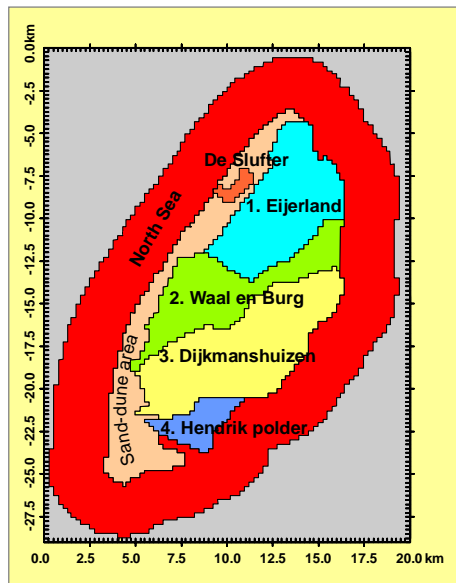 0.0km
-2.5
-5.0
-7.5
-10.0
-12.5
-15.0
-17.5
-20.0
-22.5
-25.0
-27.5
De Slufter
1. Eijerland
North Sea
2. Waal en Burg
3. Dijkmanshuizen
Sand-dune area
4. Hendrik polder
0.0 2.5 5.0 7.5 10.0 12.5 15.0 17.5 20.0 km